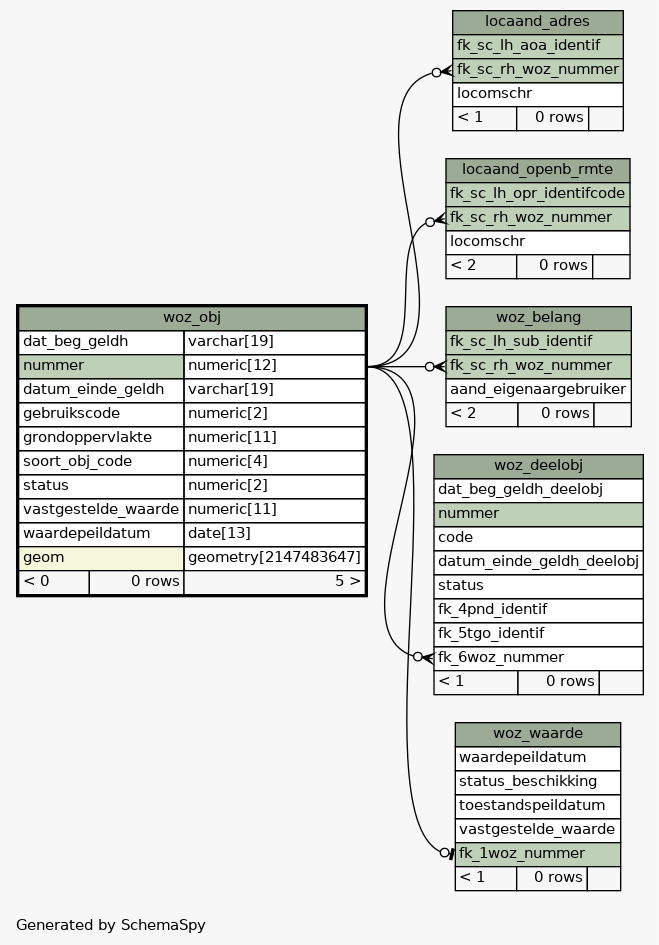 locaand_adres
fk_sc_lh_aoa_identif
fk_sc_rh_woz_nummer
locomschr
< 1 0 rows
locaand_openb_rmte
fk_sc_lh_opr_identifcode
fk_sc_rh_woz_nummer
locomschr
< 2 0 rows
woz_obj
dat_beg_geldh varchar[19]
nummer numeric[12]
datum_einde_geldh varchar[19]
gebruikscode numeric[2]
grondoppervlakte numeric[11]
soort_obj_code numeric[4]
status numeric[2]
vastgestelde_waarde numeric[11]
waardepeildatum date[13]
geom geometry[2147483647]
< 0 0 rows 5 >
woz_belang
fk_sc_lh_sub_identif
fk_sc_rh_woz_nummer
aand_eigenaargebruiker
< 2 0 rows
woz_deelobj
dat_beg_geldh_deelobj
nummer
code
datum_einde_geldh_deelobj
status
fk_4pnd_identif
fk_5tgo_identif
fk_6woz_nummer
< 1 0 rows
woz_waarde
waardepeildatum
status_beschikking
toestandspeildatum
vastgestelde_waarde
fk_1woz_nummer
< 1 0 rows
Generated by SchemaSpy